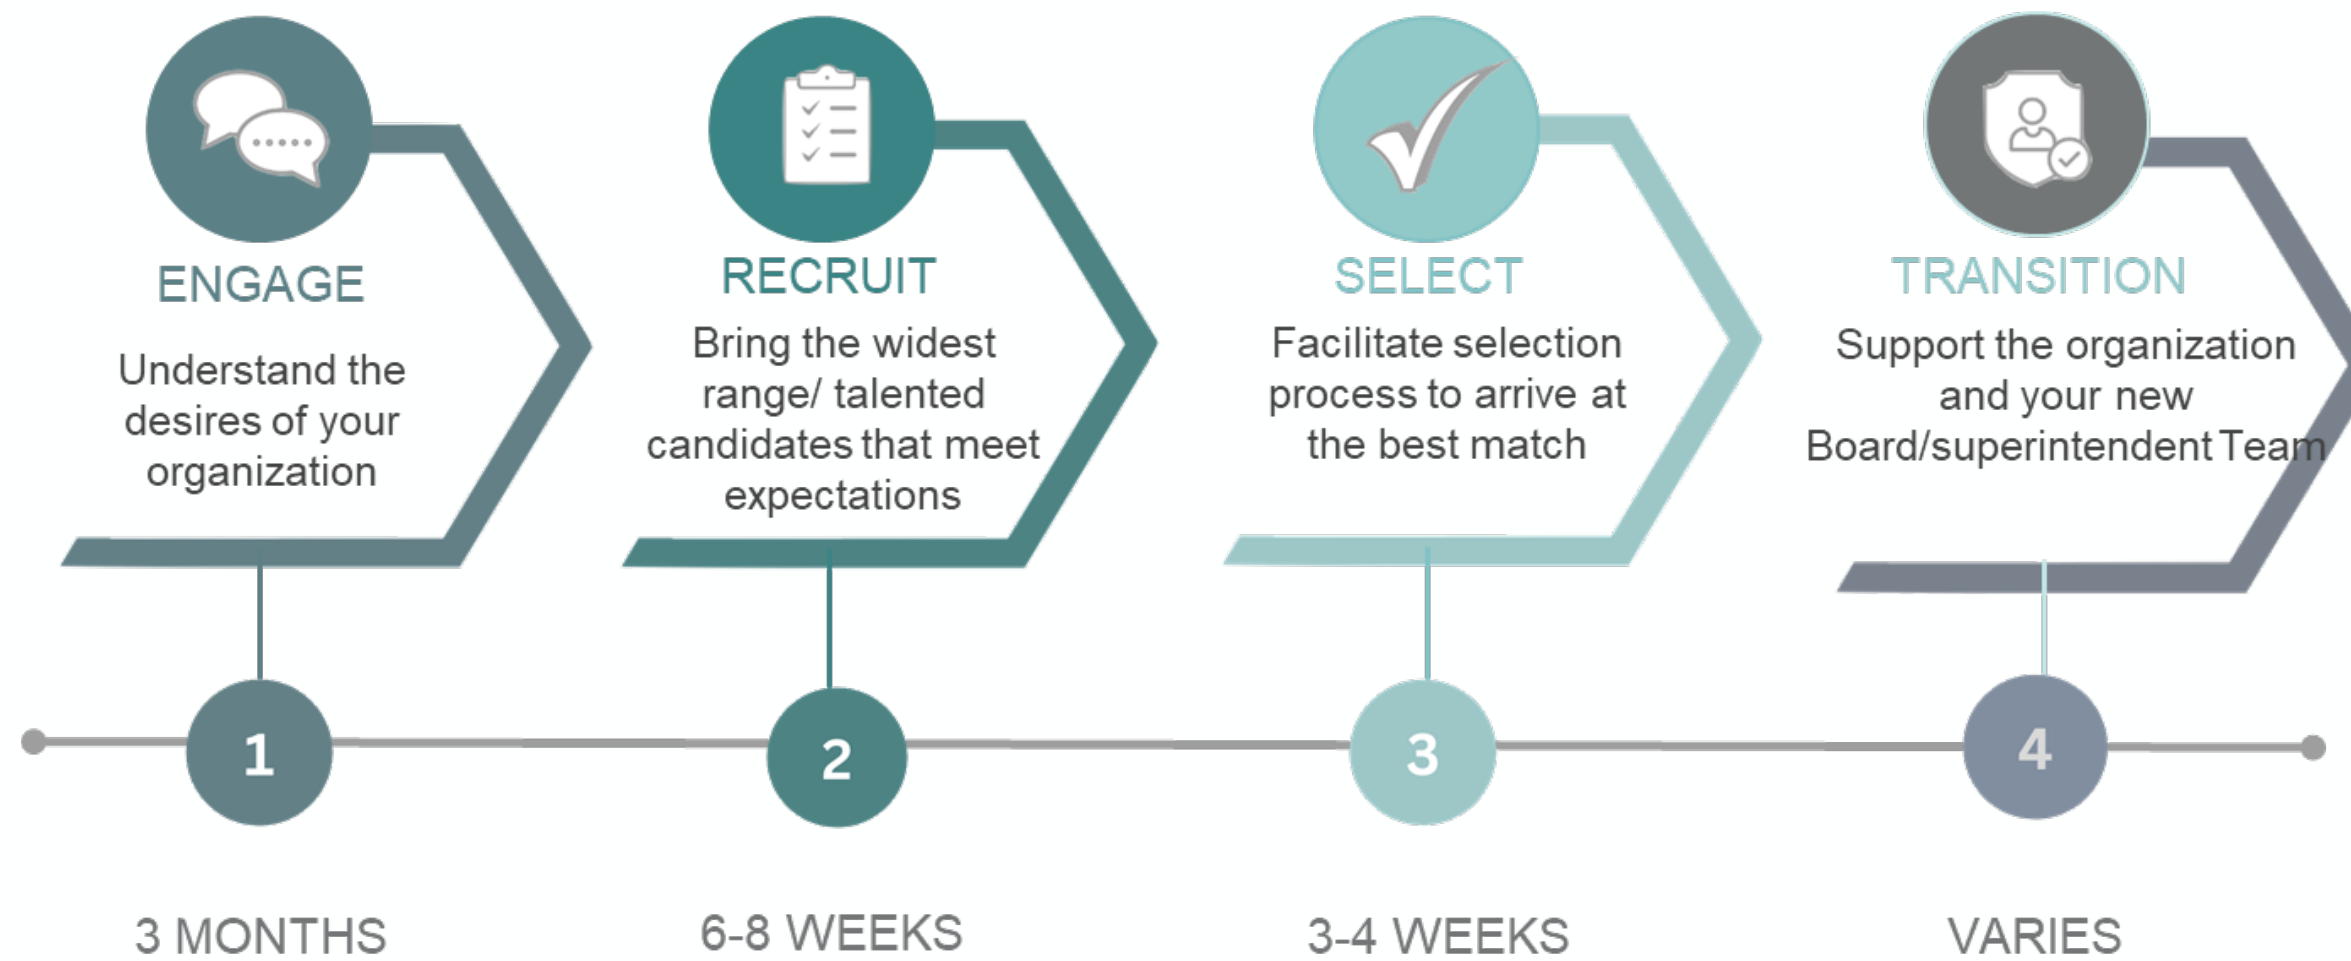 ENGAGE
Understand the
desires of your
organization
RECRUIT
Bring the widest
range/ talented
candidates that meet
expectations
SELECT
Facilitate selection
process to arrive at
the best match
TRANSITION
Support the organization
and your new
Board/superintendent Team
1
2
3
4
3 MONTHS
6-8 WEEKS
3-4 WEEKS
VARIES